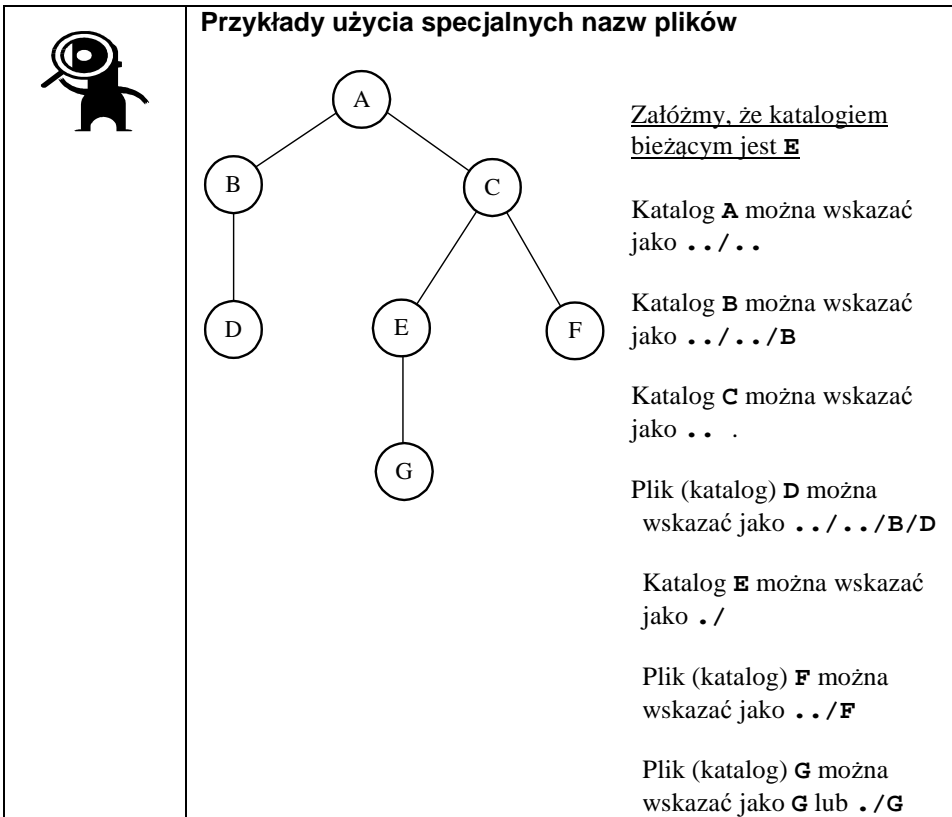 Przykłady użycia specjalnych nazw plików
A
B
C
D
E
F
G
Załóżmy, że katalogiem
bieżącym jest E
Katalog A można wskazać
jako ../..
Katalog B można wskazać
jako ../../B
Katalog C można wskazać
jako .. .
Plik (katalog) D można
wskazać jako ../../B/D
Katalog E można wskazać
jako ./
Plik (katalog) F można
wskazać jako ../F
Plik (katalog) G można
wskazać jako G lub ./G